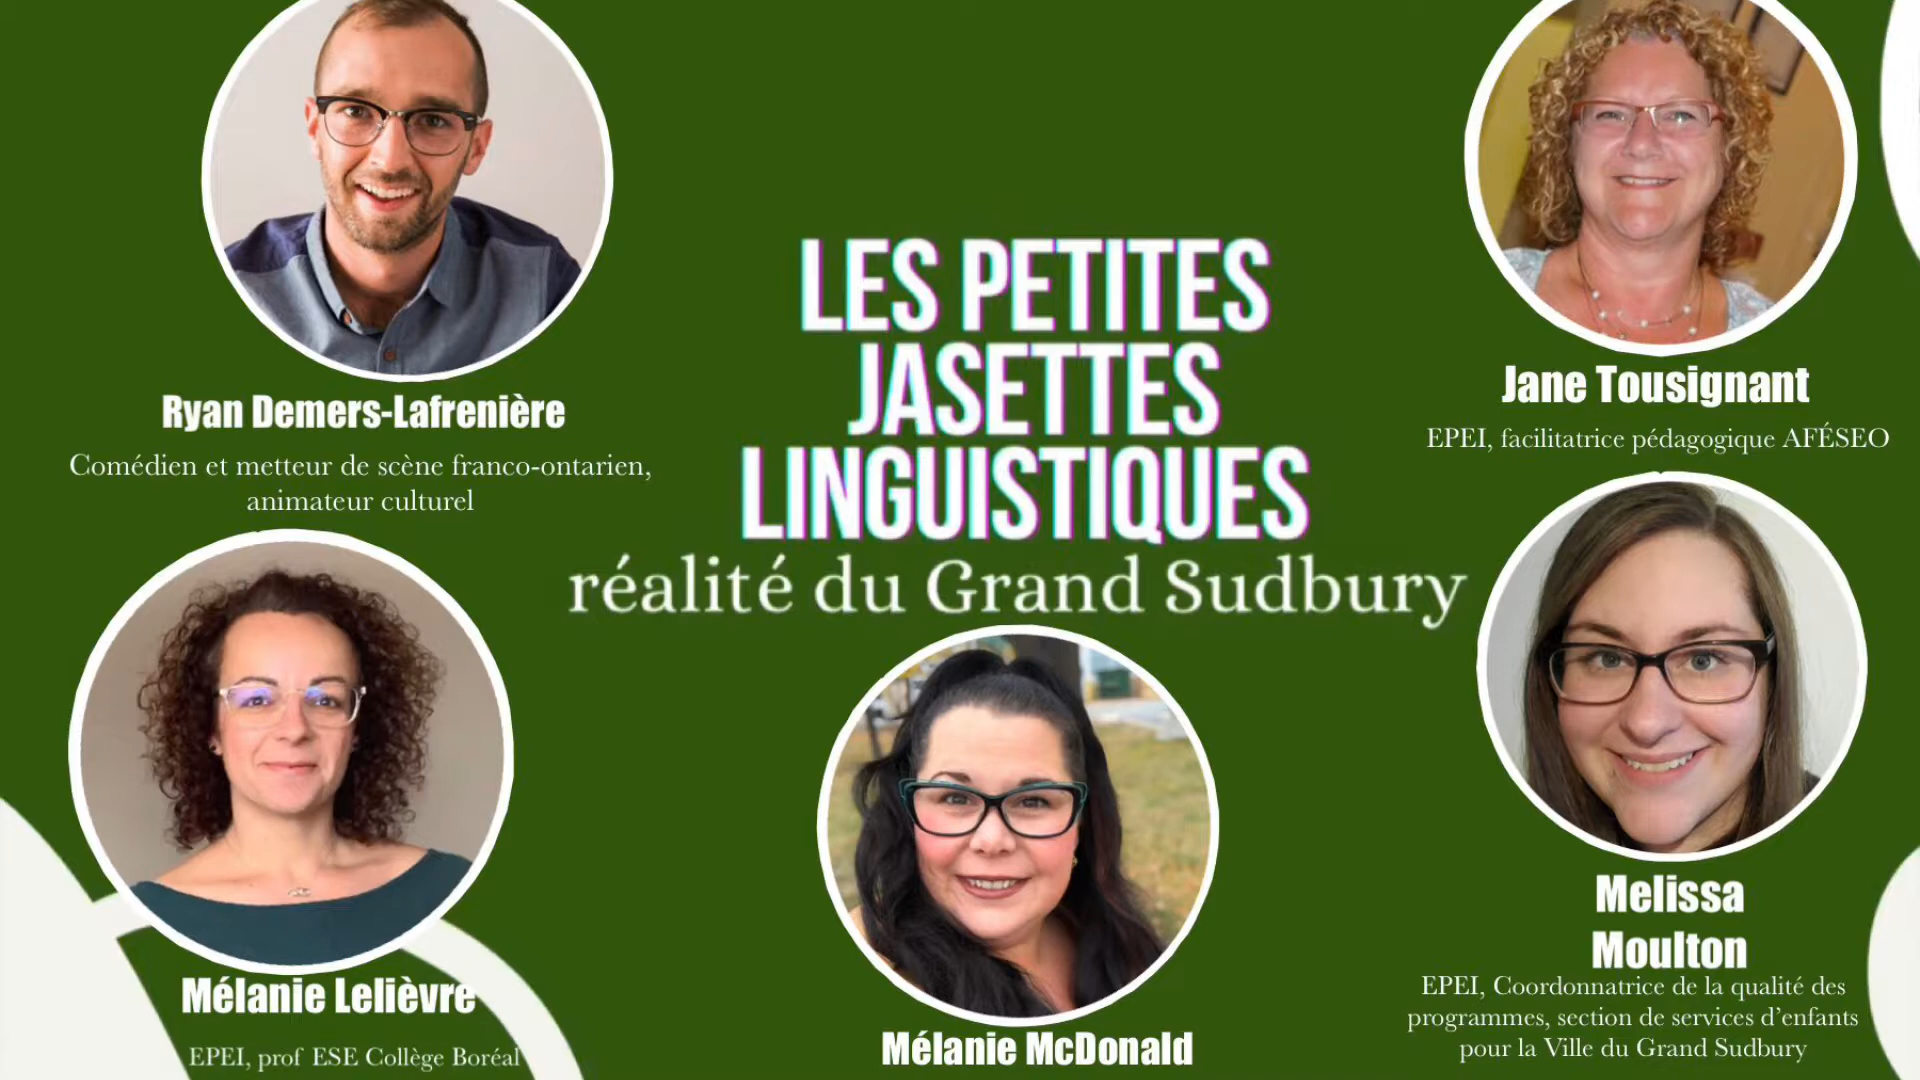 LES PETITES
JASETTES
LINGUISTIQUES
réalité du Grand Sudbury
Ryan Demers-Lafrenière
Comédien et metteur de scène franco-ontarien,
animateur culturel
Jane Tousignant
EPEI, facilitatrice pédagogique AFÉSEO
Mélanie Lelièvre
EPEI, prof ESE Collège Boréal
Mélanie McDonald
Melissa
Moulton
EPEI, Coordonnatrice de la qualité des
programmes, section de services d’enfants
pour la Ville du Grand Sudbury